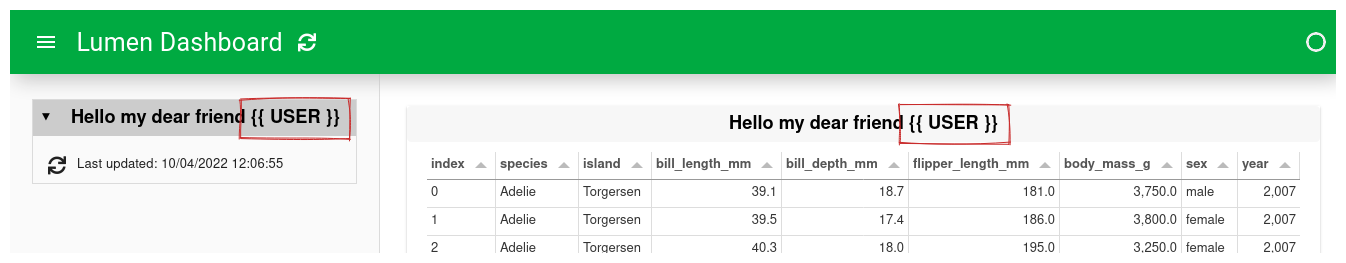 Lumen Dashboard
Hello my dear friend {{ USER }}
Last updated: 10/04/2022 12:06:55
Hello my dear friend {{ USER }}
index species island bill_length_mm bill_depth_mm flipper_length_mm body_mass_g sex year
0 Adelie Torgersen 39.1 18.7 181.0 3,750.0 male 2,007
1 Adelie Torgersen 39.5 17.4 186.0 3,800.0 female 2,007
2 Adelie Torgersen 40.3 18.0 195.0 3,250.0 female 2,007